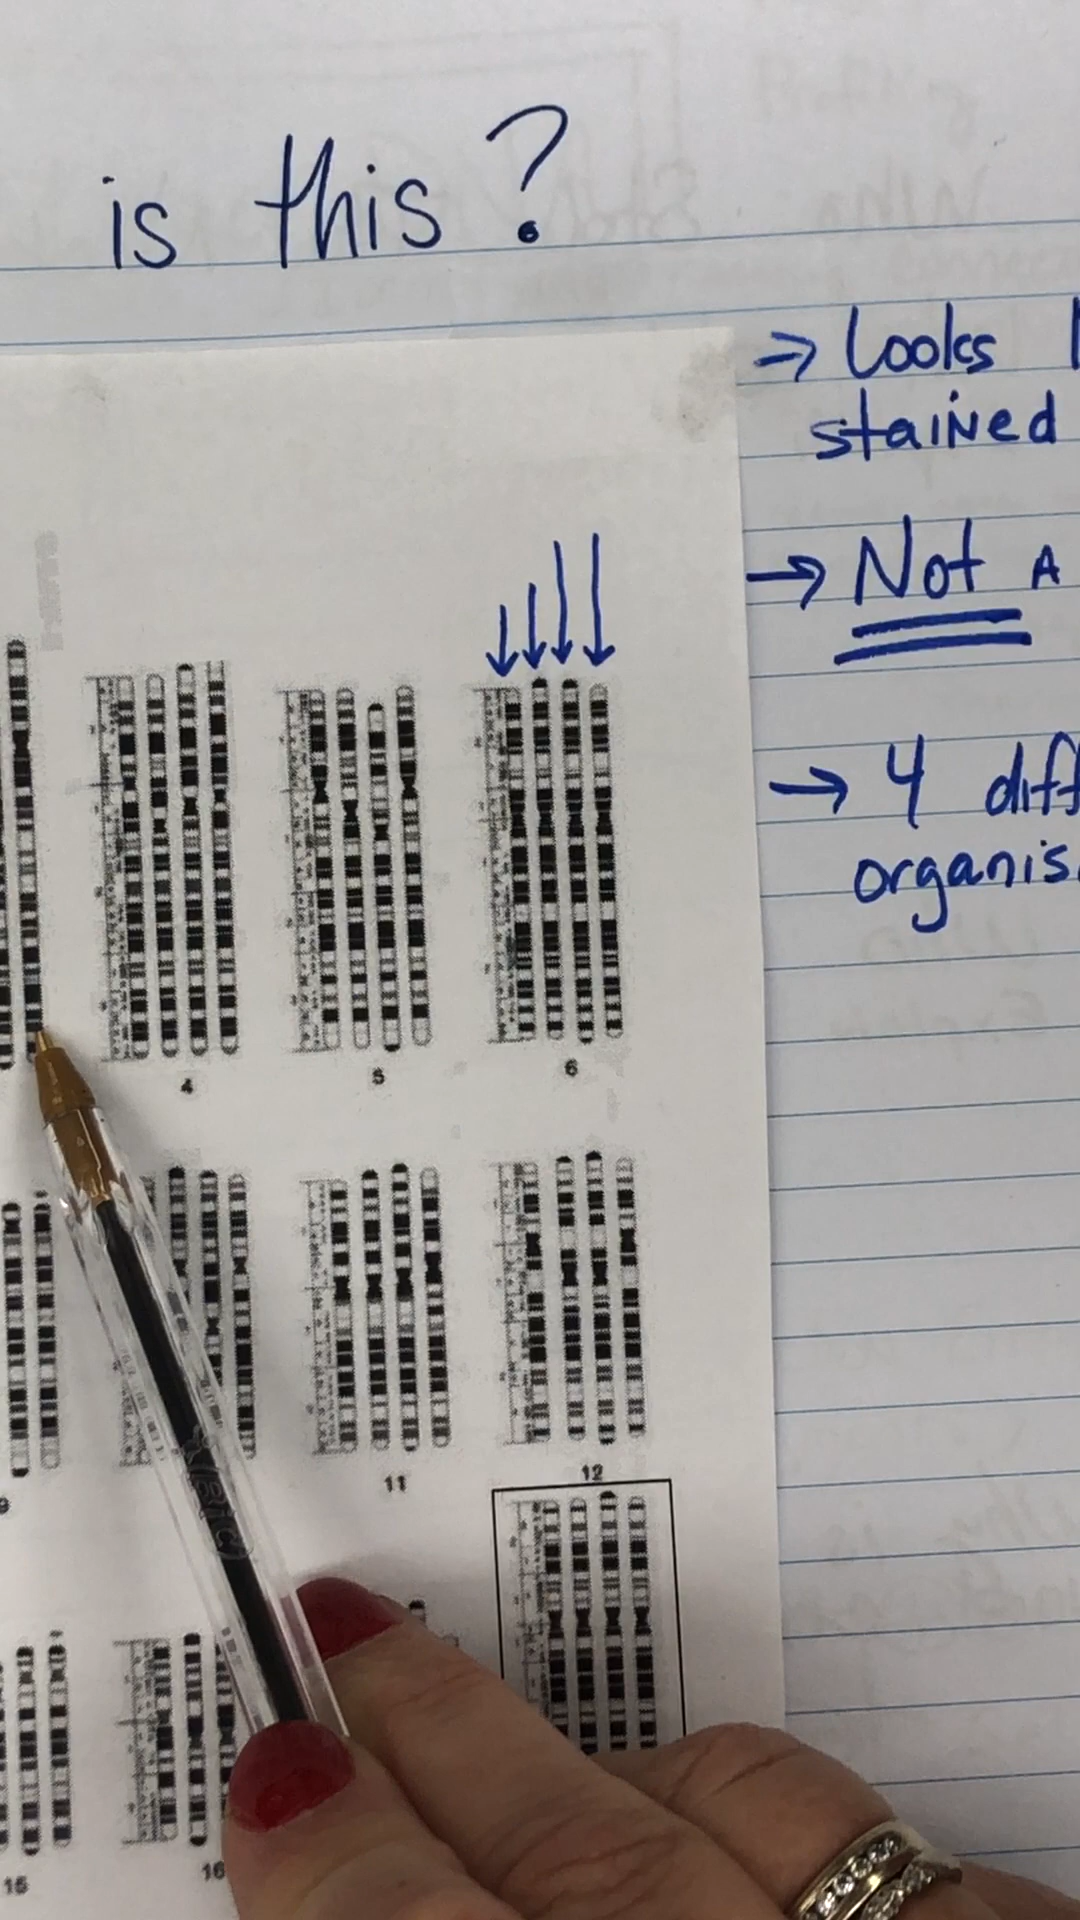 is this?
→ Looks
stained
→ Not A
→ 4 diff
organis
4
5
6
11
12
15
16